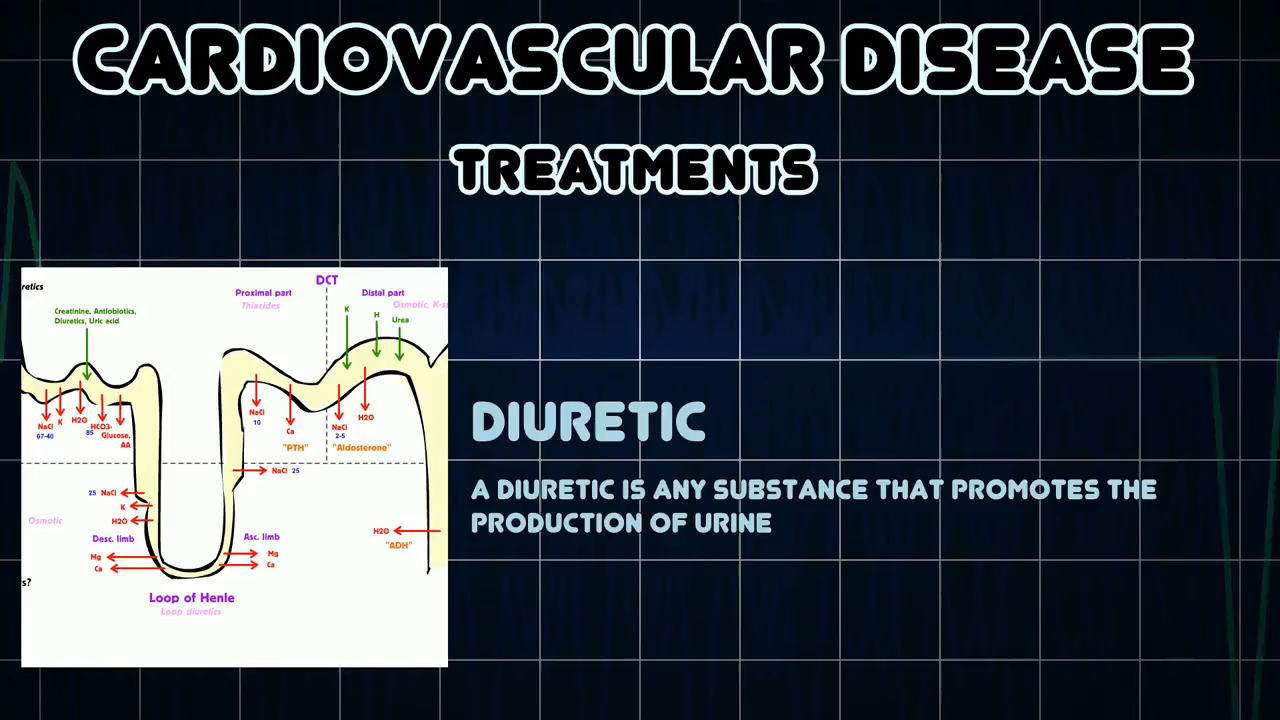 CARDIOVASCULAR DISEASE
TREATMENTS
DCT
retics
Proximal part
Distal part
Thiazides
Osmotic, K-s
Creatinine, Antiobiotics,
Diuretics, Uric acid
K
H
Urea
NaCl
K
H2O
HCO3-
Glucose,
AA
67-40
85
NaCl
10
Ca
NaCl
2-5
H2O
"PTH"
"Aldosterone"
NaCl 25
25 NaCl
K
H2O
Osmotic
H2O
Desc. limb
Asc. limb
"ADH"
Mg
Ca
Mg
Ca
s?
Loop of Henle
Loop diuretics
DIURETIC
A DIURETIC IS ANY SUBSTANCE THAT PROMOTES THE
PRODUCTION OF URINE